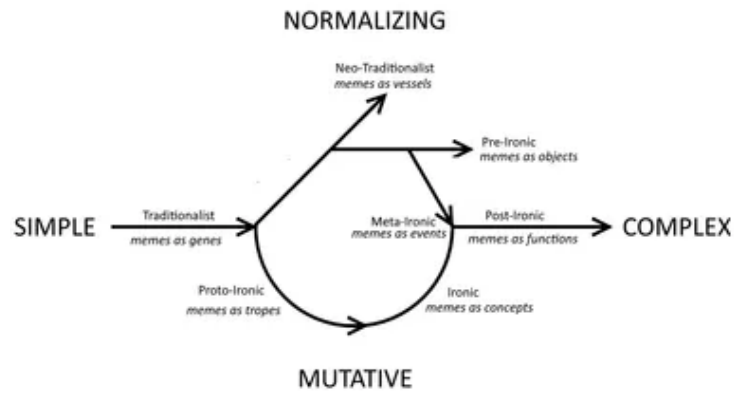 NORMALIZING
Neo-Traditionalist
memes as vessels
Pre-Ironic
memes as objects
SIMPLE
Traditionalist
memes as genes
Meta-Ironic
memes as events
Post-Ironic
memes as functions
COMPLEX
Proto-Ironic
memes as tropes
Ironic
memes as concepts
MUTATIVE